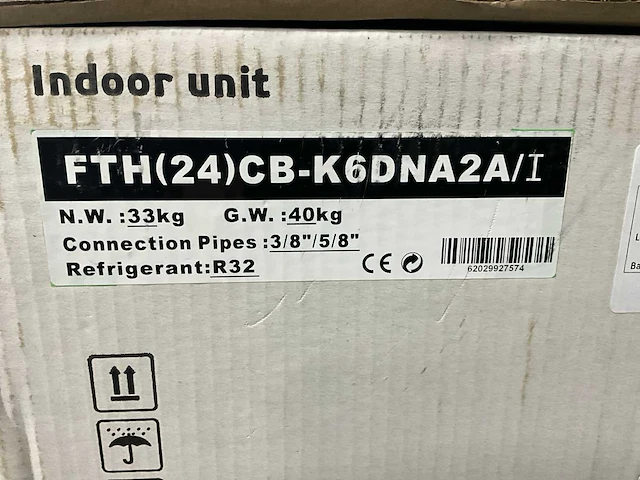 Indoor unit
FTH(24)CB-K6DNA2A/I
N.W. :33kg G.W. :40kg
Connection Pipes :3/8"/5/8"
Refrigerant:R32
CE
62029927574